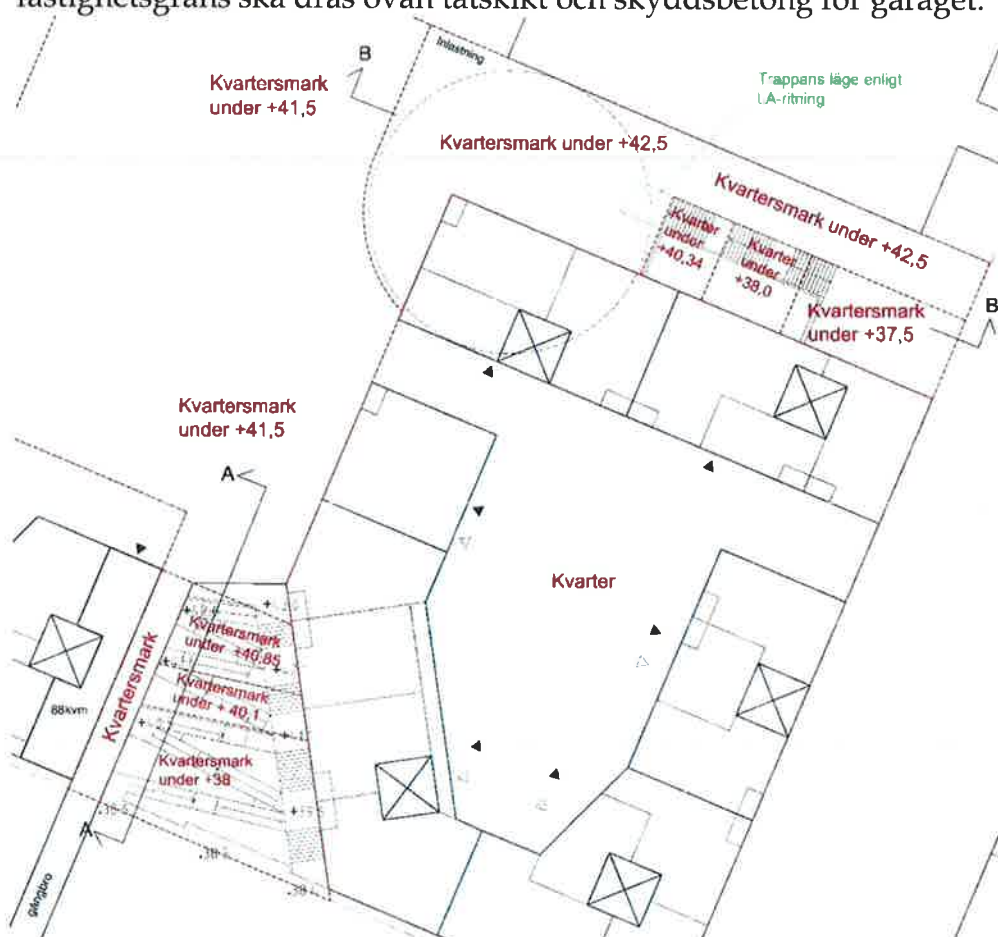 fastighetsgräns ska dras ovan tätskikt och skyddsbetong för garaget.
B
Inlastning
Kvartersmark
under +41,5
Trappans läge enligt
LA-ritning
Kvartersmark under +42,5
Kvartersmark under +42,5
Kvarter
under
+40,34
Kvarter
under
+38,0
Kvartersmark
under +37,5
B
Kvartersmark
under +41,5
A
Kvarter
Kvartersmark
under +40,85
Kvartersmark
under + 40,1
Kvartersmark
under +38
Kvartersmark
88kvm
A
gångbro